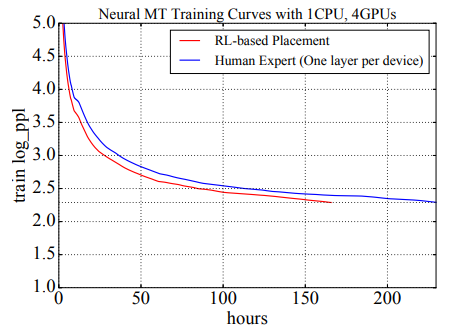 Neural MT Training Curves with 1CPU, 4GPUs
RL-based Placement
Human Expert (One layer per device)
train log_ppl
5.0
4.5
4.0
3.5
3.0
2.5
2.0
1.5
1.0
0 50 100 150 200
hours